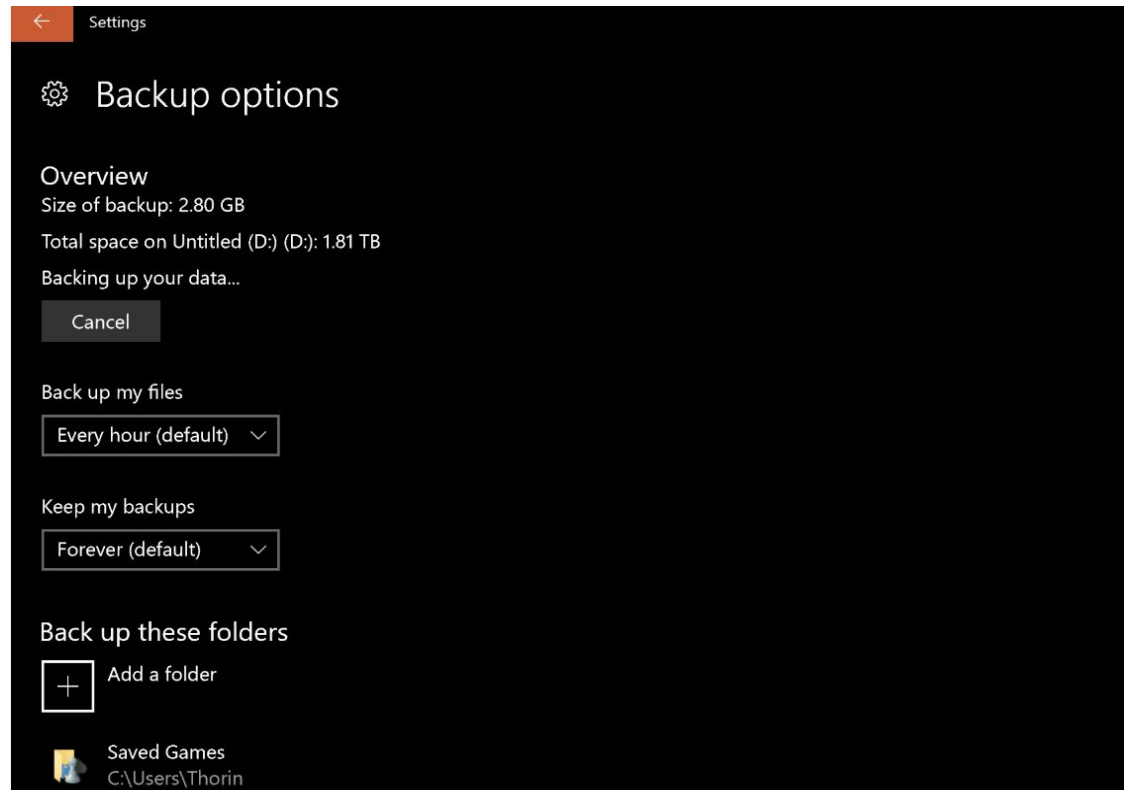 Settings
Backup options
Overview
Size of backup: 2.80 GB
Total space on Untitled (D:) (D:): 1.81 TB
Backing up your data...
Cancel
Back up my files
Every hour (default)
Keep my backups
Forever (default)
Back up these folders
Add a folder
Saved Games
C:\Users\Thorin